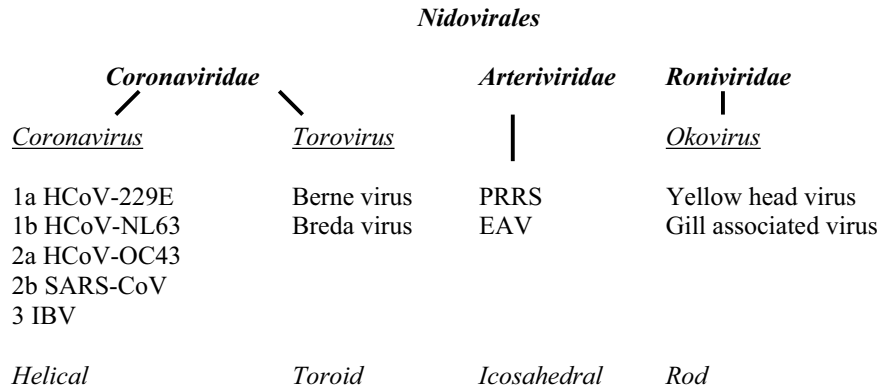 Nidovirales
Coronaviridae Arteriviridae Roniviridae
Coronavirus Torovirus Okovirus
1a HCoV-229E Berne virus PRRS Yellow head virus
1b HCoV-NL63 Breda virus EAV Gill associated virus
2a HCoV-OC43
2b SARS-CoV
3 IBV
Helical Toroid Icosahedral Rod